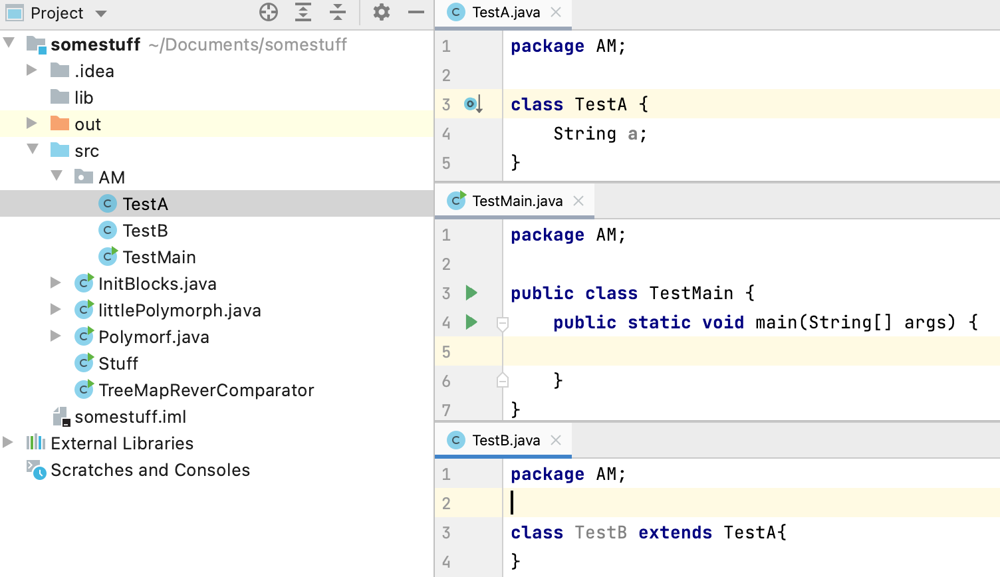 Project
somestuff ~/Documents/somestuff
.idea
lib
out
src
AM
TestA
TestB
TestMain
InitBlocks.java
littlePolymorph.java
Polymorf.java
Stuff
TreeMapReverComparator
somestuff.iml
External Libraries
Scratches and Consoles
TestA.java
1 package AM;
2
3 class TestA {
4     String a;
5 }
TestMain.java
1 package AM;
2
3 public class TestMain {
4     public static void main(String[] args) {
5
6     }
7 }
TestB.java
1 package AM;
2
3 class TestB extends TestA{
4 }